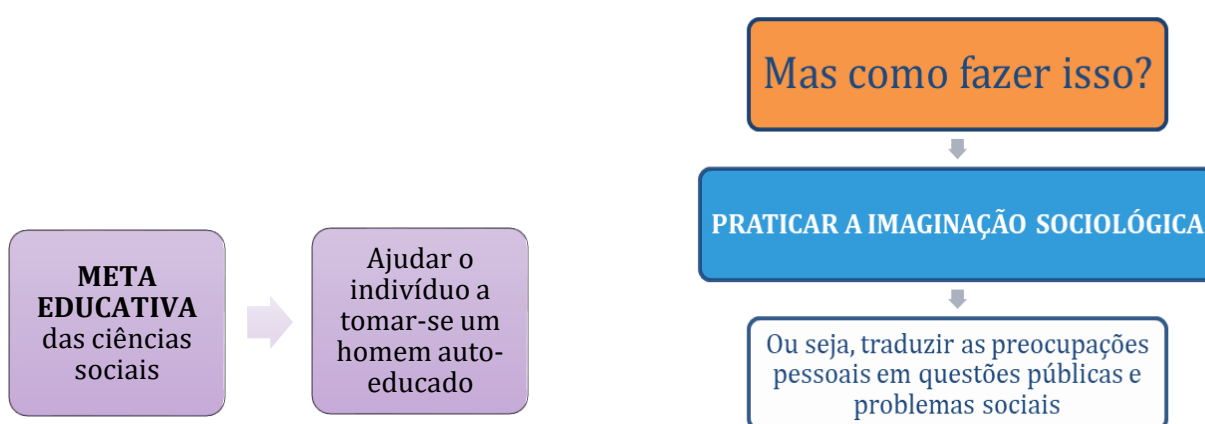 META
EDUCATIVA
das ciências
sociais
Ajudar o
indivíduo a
tomar-se um
homem auto-
educado
Mas como fazer isso?
PRATICAR A IMAGINAÇÃO SOCIOLÓGICA
Ou seja, traduzir as preocupações
pessoais em questões públicas e
problemas sociais